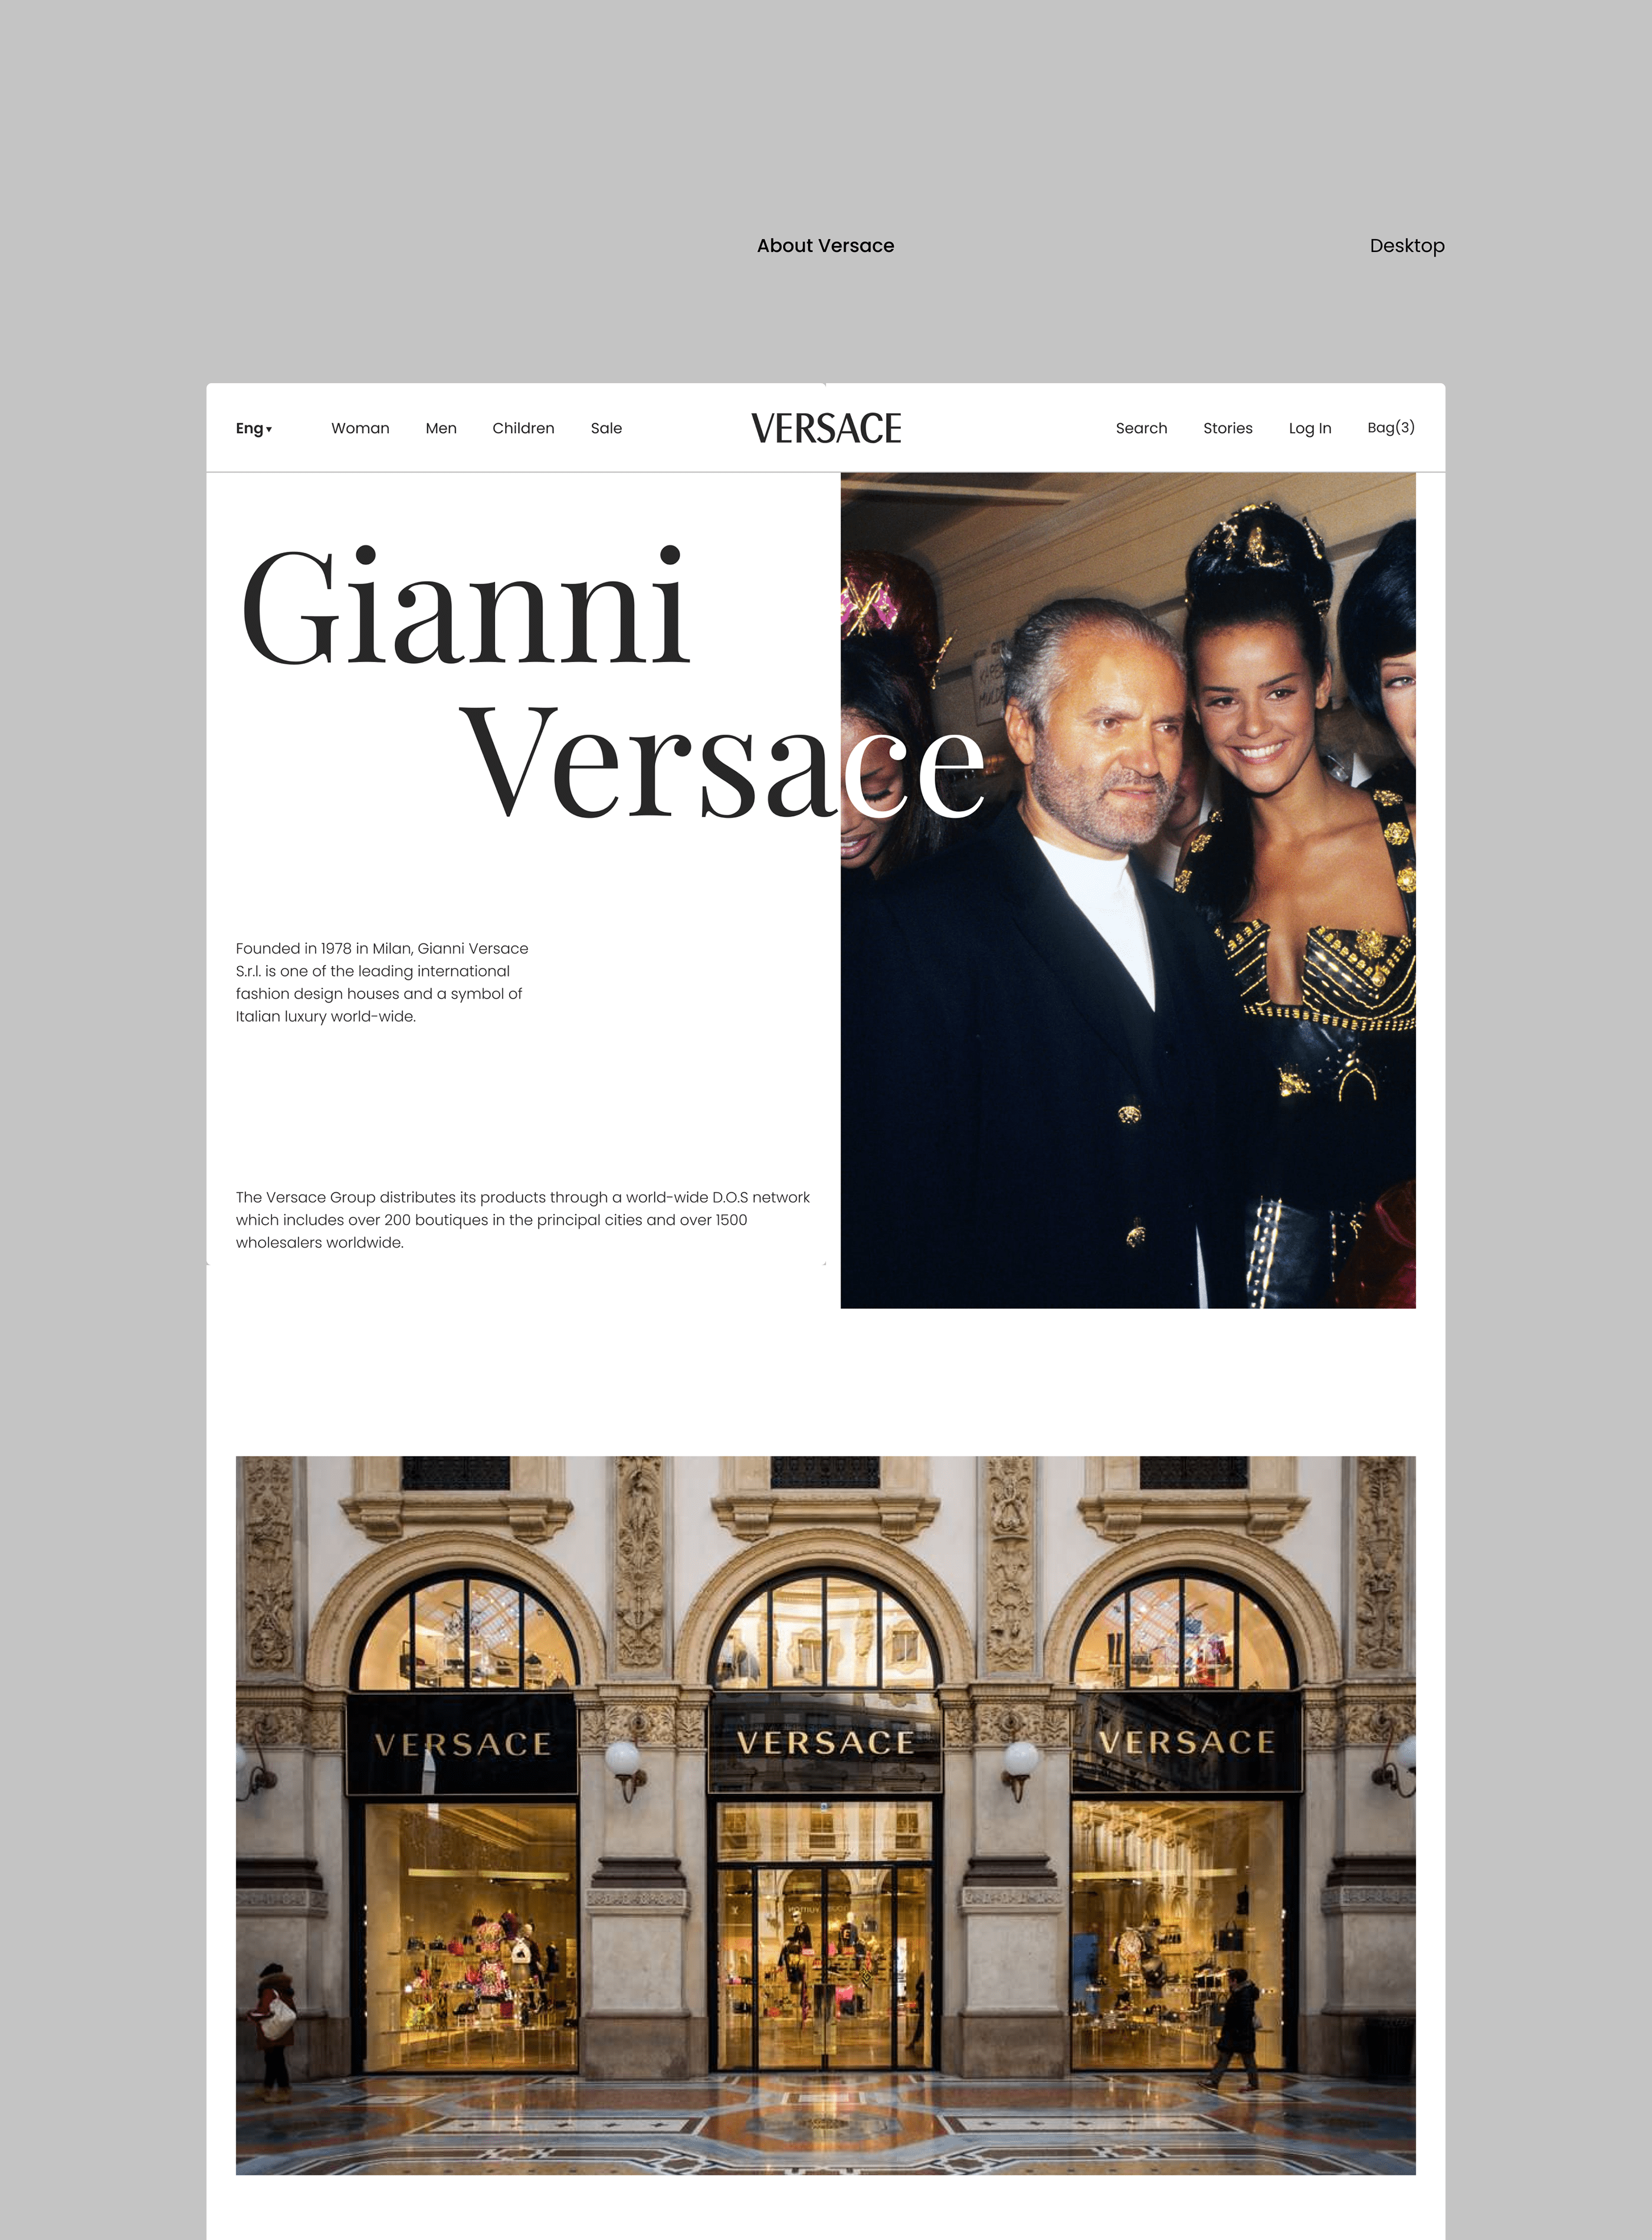 About Versace
Desktop
Eng▾ Woman Men Children Sale VERSACE Search Stories Log In Bag(3)
Gianni
Versace
Founded in 1978 in Milan, Gianni Versace
S.r.l. is one of the leading international
fashion design houses and a symbol of
Italian luxury world-wide.
The Versace Group distributes its products through a world-wide D.O.S network
which includes over 200 boutiques in the principal cities and over 1500
wholesalers worldwide.
VERSACE VERSACE VERSACE